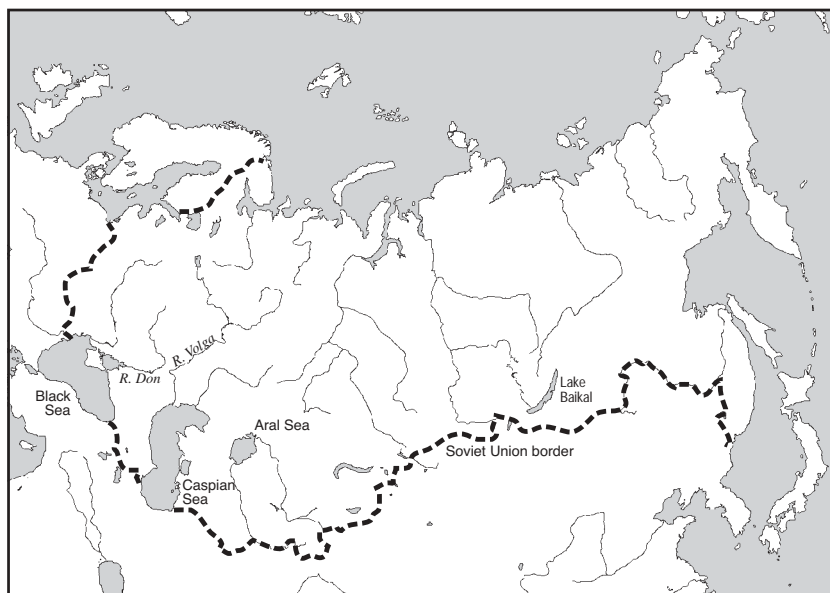 R. Volga
R. Don
Black
Sea
Lake
Baikal
Aral Sea
Soviet Union border
Caspian
Sea